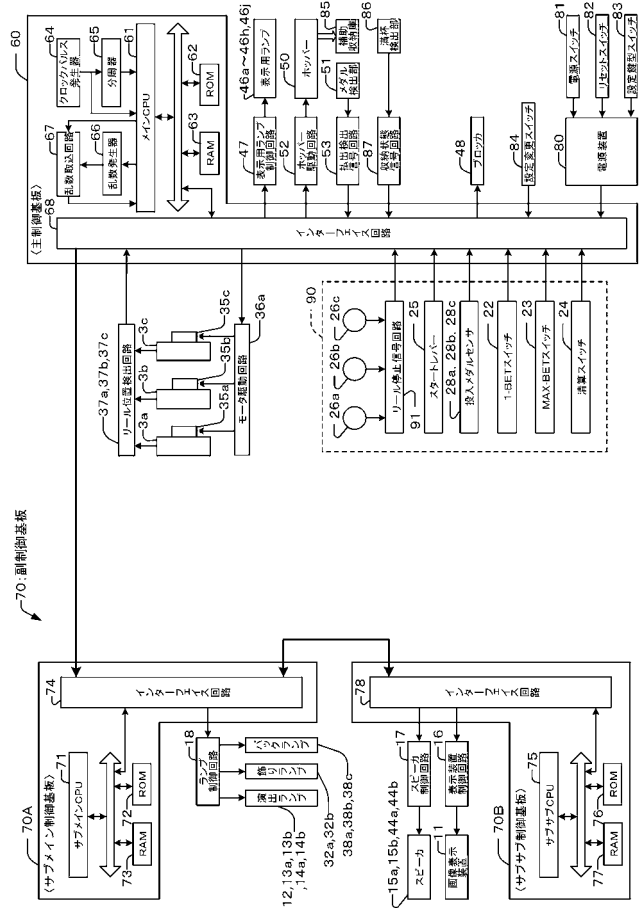 60
〈主制御基板〉
64
クロックパルス
発生器
65
分周器
67
乱数取込回路
66
乱数発生器
61
メインCPU
62
ROM
63
RAM
68
インターフェイス回路
47
表示用ランプ
制御回路
46a～46h, 46j
表示用ランプ
52
ホッパー
駆動回路
50
ホッパー
85
補助
収納庫
53
払出検出
信号回路
51
メダル
検出部
87
収納状態
信号回路
86
満杯
検出部
48
ブロッカ
84
設定変更スイッチ
80
電源装置
81
電源スイッチ
82
リセットスイッチ
83
設定鍵型スイッチ
37a,37b,37c
リール位置検出回路
3a
3b
3c
35a
35b
35c
36a
モータ駆動回路
90
26a
26b
26c
リール停止信号回路
91
25
スタートレバー
28a, 28b, 28c
投入メダルセンサ
22
1-BETスイッチ
23
MAX-BETスイッチ
24
清算スイッチ
70:副制御基板
70A
〈サブメイン制御基板〉
71
サブメインCPU
72
ROM
73
RAM
74
インターフェイス回路
18
ランプ
制御回路
演出ランプ
12,13a,13b
,14a,14b
飾りランプ
32a,32b
バックランプ
38a,38b,38c
78
インターフェイス回路
17
スピーカ
制御回路
スピーカ
15a,15b,44a,44b
16
表示装置
制御回路
11
画像表示
装置
75
サブサブCPU
76
ROM
77
RAM
70B
〈サブサブ制御基板〉